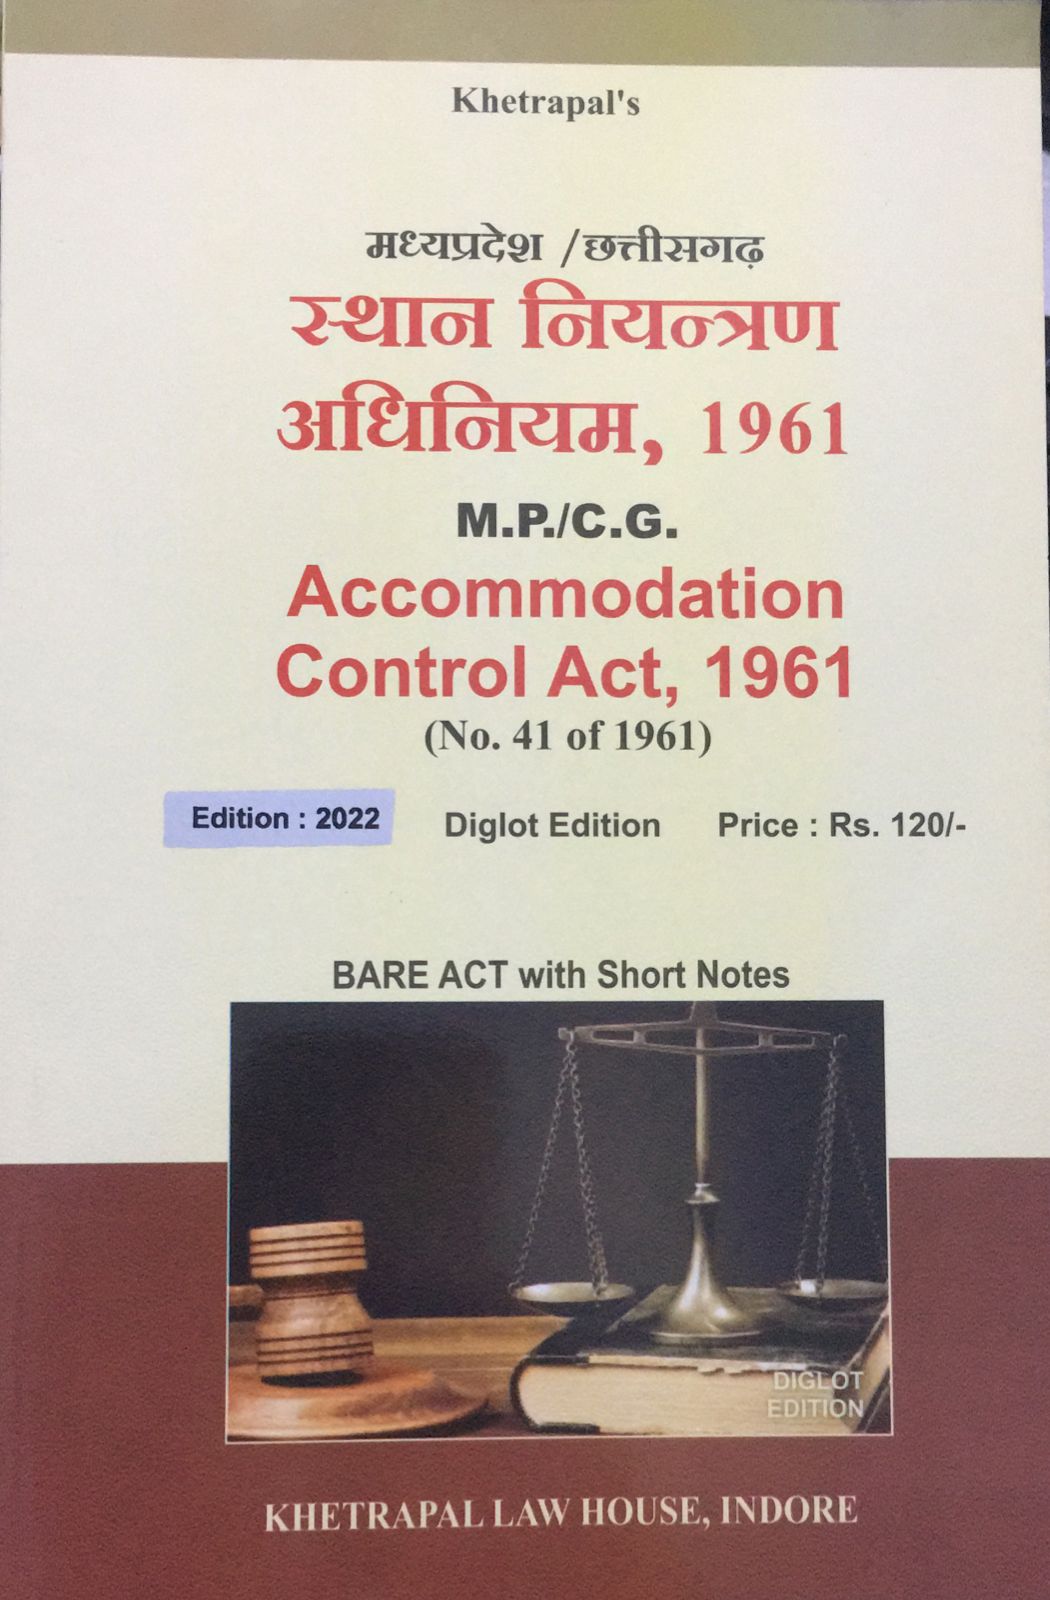 Khetrapal's
मध्यप्रदेश /छत्तीसगढ़
स्थान नियन्त्रण
अधिनियम, 1961
M.P./C.G.
Accommodation
Control Act, 1961
(No. 41 of 1961)
Edition : 2022 Diglot Edition Price : Rs. 120/-
BARE ACT with Short Notes
DIGLOT
EDITION
KHETRAPAL LAW HOUSE, INDORE